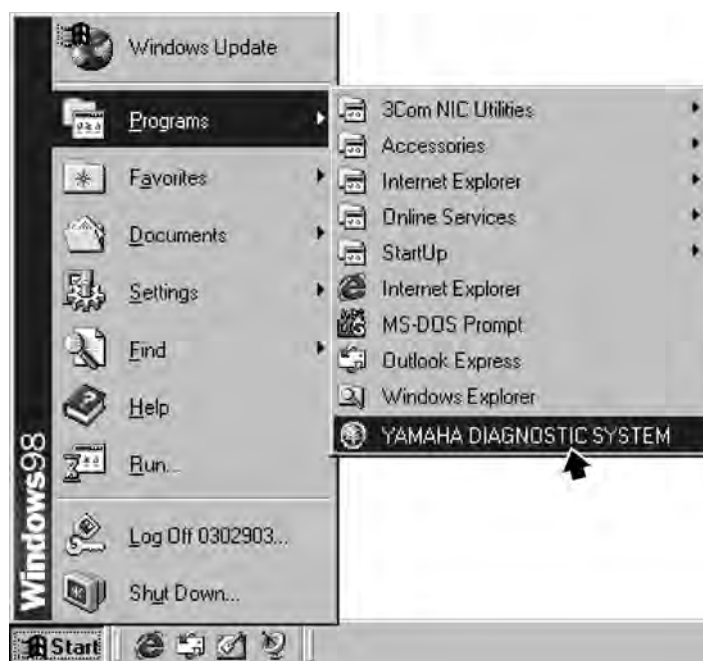 Windows Update
Programs
Favorites
Documents
Settings
Find
Help
Run...
Log Off 0302903...
Shut Down...
Windows98
Start
3Com NIC Utilities
Accessories
Internet Explorer
Online Services
StartUp
Internet Explorer
MS-DOS Prompt
Outlook Express
Windows Explorer
YAMAHA DIAGNOSTIC SYSTEM